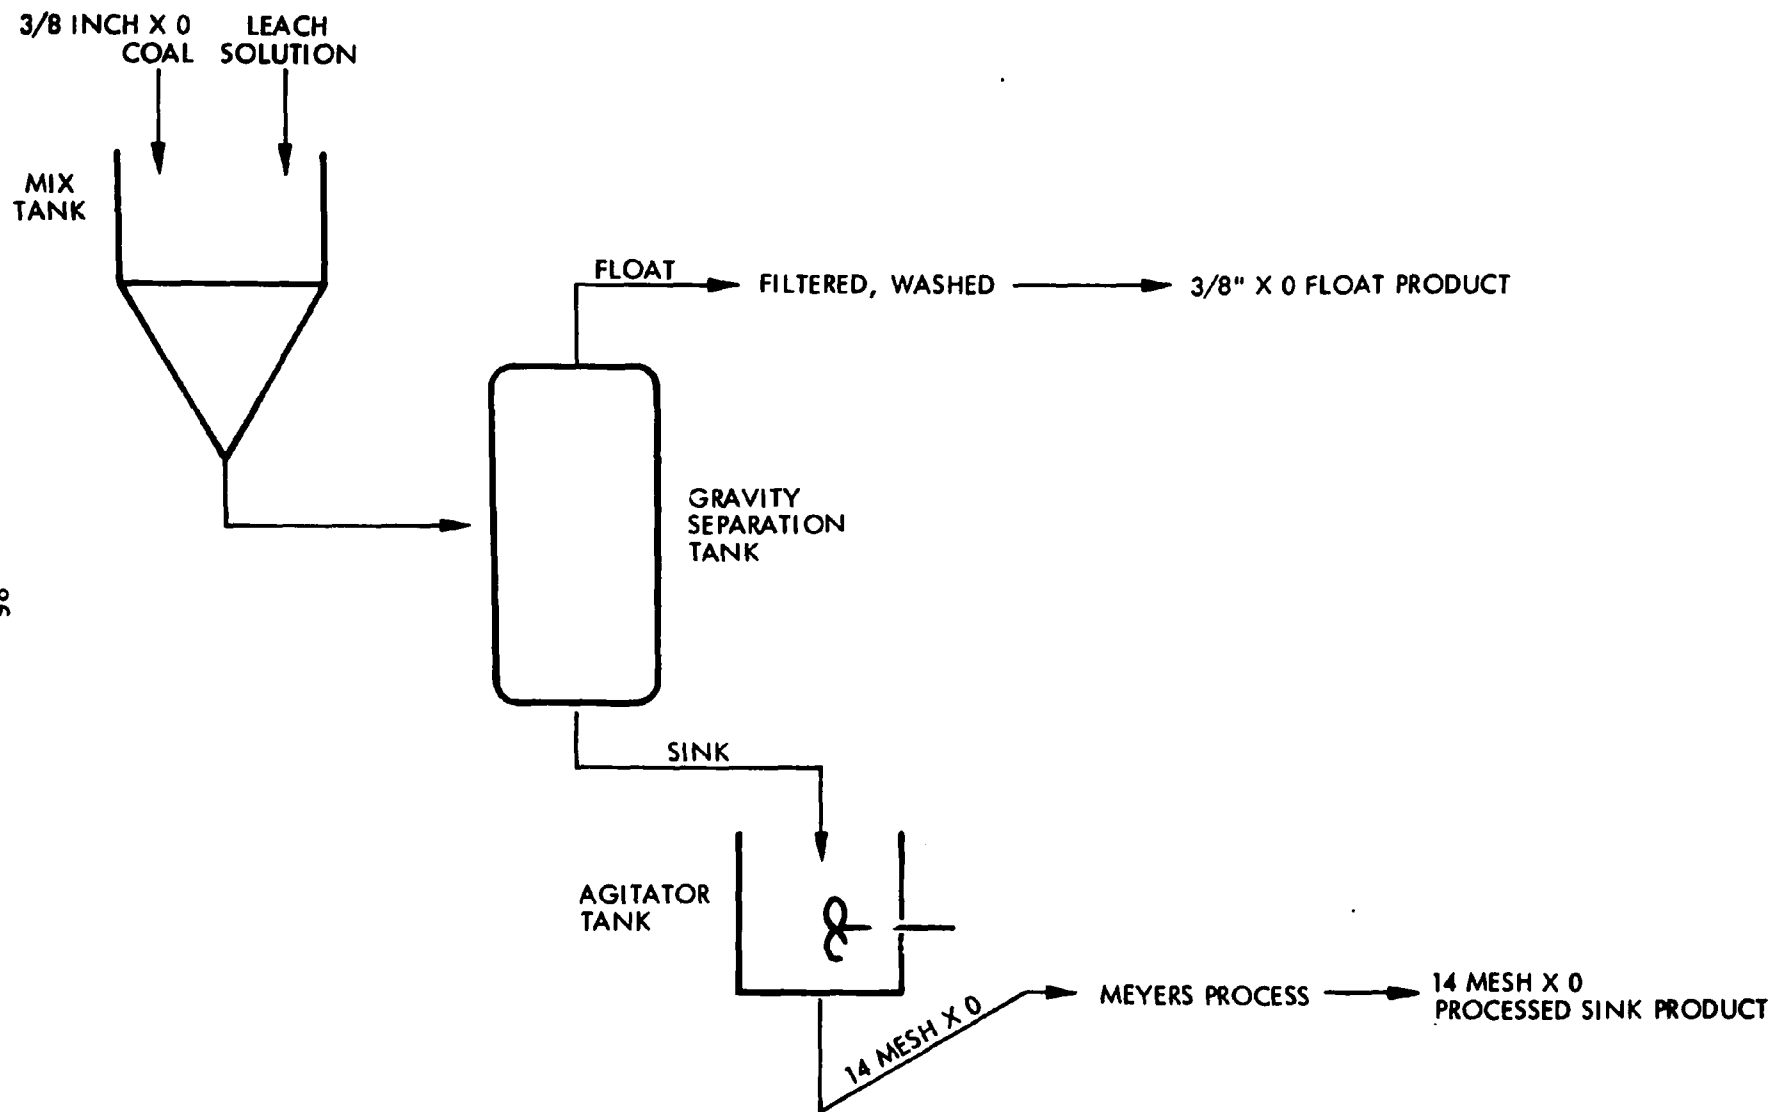 3/8 INCH X 0
COAL
LEACH
SOLUTION
MIX
TANK
FLOAT
FILTERED, WASHED
3/8" X 0 FLOAT PRODUCT
GRAVITY
SEPARATION
TANK
SINK
AGITATOR
TANK
14 MESH X 0
MEYERS PROCESS
14 MESH X 0
PROCESSED SINK PRODUCT